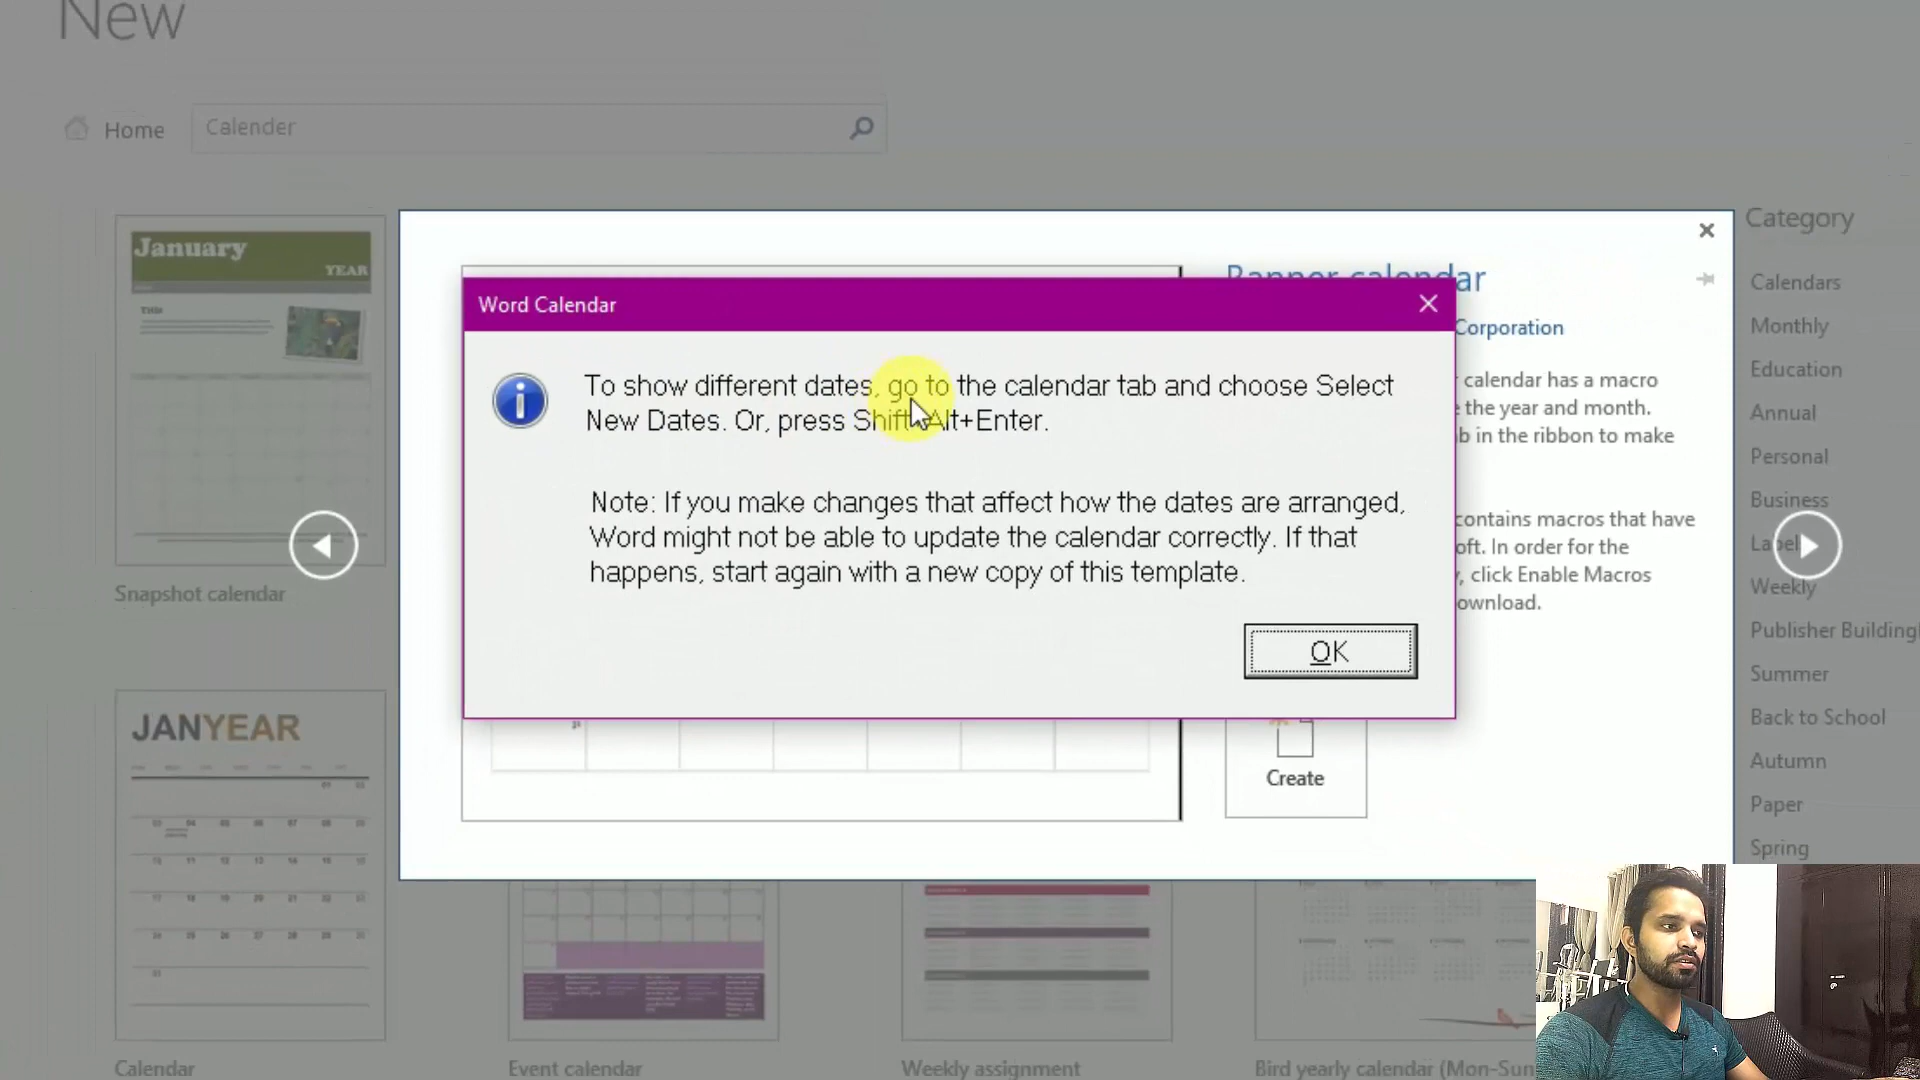 New
Home
Calender
Category
January
YEAR
Title
Snapshot calendar
JANYEAR
Calendar
Event calendar
Weekly assignment
Bird yearly calendar (Mon-Sun
Banner calendar
Corporation
calendar has a macro
the year and month.
in the ribbon to make
contains macros that have
In order for the
click Enable Macros
Create
Word Calendar
To show different dates, go to the calendar tab and choose Select
New Dates. Or, press Shift+Alt+Enter.
Note: If you make changes that affect how the dates are arranged,
Word might not be able to update the calendar correctly. If that
happens, start again with a new copy of this template.
OK
Calendars
Monthly
Education
Annual
Personal
Business
Label
Weekly
Publisher Building
Summer
Back to School
Autumn
Paper
Spring